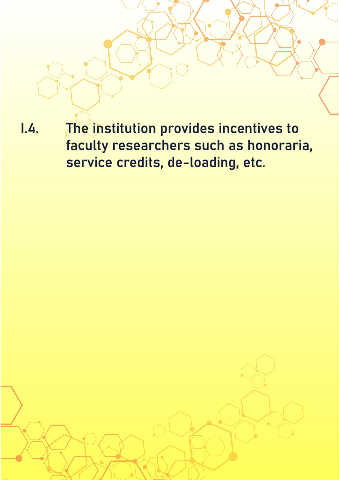 I.4. The institution provides incentives to
faculty researchers such as honoraria,
service credits, de-loading, etc.